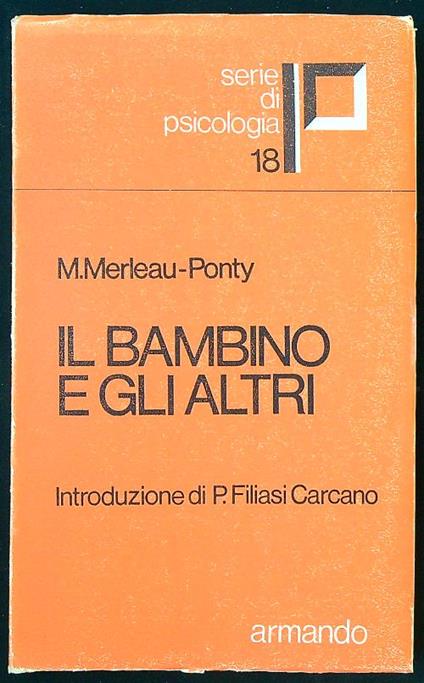 serie di
psicologia
18
M.Merleau-Ponty
IL BAMBINO
E GLI ALTRI
Introduzione di P. Filiasi Carcano
armando